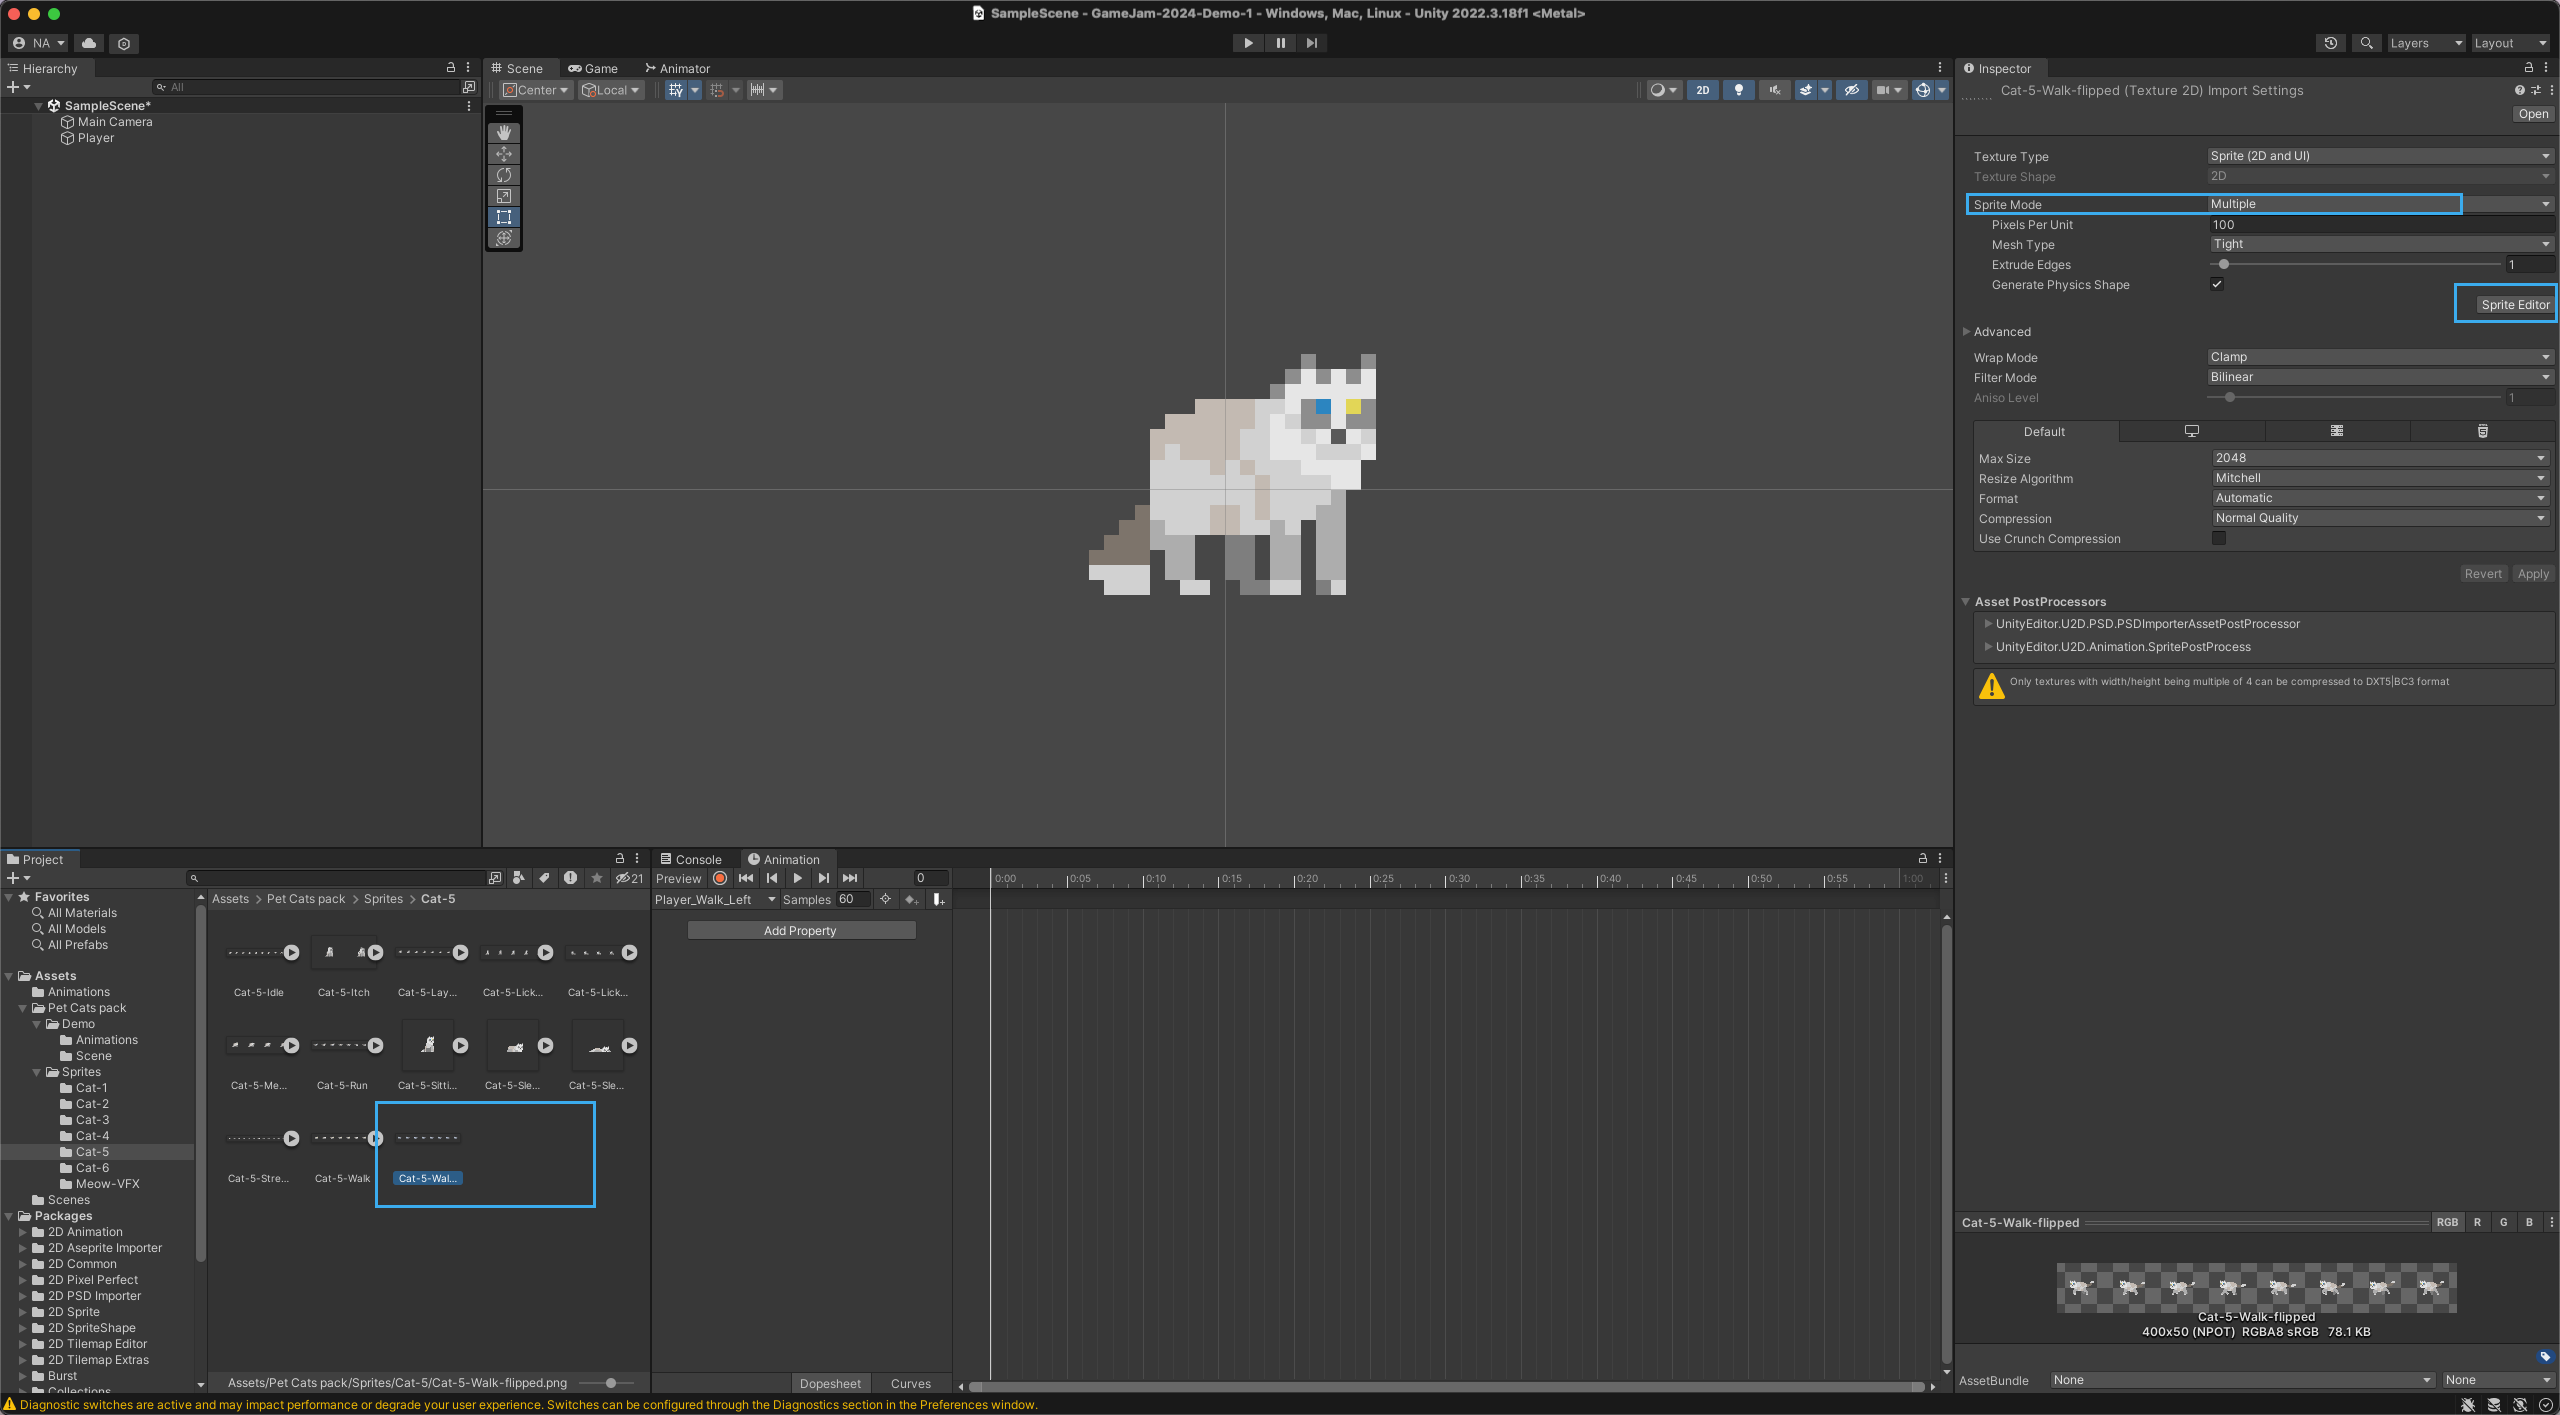 SampleScene - GameJam-2024-Demo-1 - Windows, Mac, Linux - Unity 2022.3.18f1 <Metal>
NA
Layers
Layout
Hierarchy
All
SampleScene*
Main Camera
Player
Scene
Game
Animator
Center
Local
2D
Inspector
Cat-5-Walk-flipped (Texture 2D) Import Settings
Open
Texture Type
Sprite (2D and UI)
Texture Shape
2D
Sprite Mode
Multiple
Pixels Per Unit
100
Mesh Type
Tight
Extrude Edges
1
Generate Physics Shape
Sprite Editor
Advanced
Wrap Mode
Clamp
Filter Mode
Bilinear
Aniso Level
1
Default
Max Size
2048
Resize Algorithm
Mitchell
Format
Automatic
Compression
Normal Quality
Use Crunch Compression
Revert
Apply
Asset PostProcessors
UnityEditor.U2D.PSD.PSDImporterAssetPostProcessor
UnityEditor.U2D.Animation.SpritePostProcess
Only textures with width/height being multiple of 4 can be compressed to DXT5|BC3 format
Project
21
Favorites
All Materials
All Models
All Prefabs
Assets
Animations
Pet Cats pack
Demo
Animations
Scene
Sprites
Cat-1
Cat-2
Cat-3
Cat-4
Cat-5
Cat-6
Meow-VFX
Scenes
Packages
2D Animation
2D Aseprite Importer
2D Common
2D Pixel Perfect
2D PSD Importer
2D Sprite
2D SpriteShape
2D Tilemap Editor
2D Tilemap Extras
Burst
Collections
Assets > Pet Cats pack > Sprites > Cat-5
Cat-5-Idle
Cat-5-Itch
Cat-5-Lay...
Cat-5-Lick...
Cat-5-Lick...
Cat-5-Me...
Cat-5-Run
Cat-5-Sitti...
Cat-5-Sle...
Cat-5-Sle...
Cat-5-Stre...
Cat-5-Walk
Cat-5-Wal...
Assets/Pet Cats pack/Sprites/Cat-5/Cat-5-Walk-flipped.png
Console
Animation
Preview
0
0:00
0:05
0:10
0:15
0:20
0:25
0:30
0:35
0:40
0:45
0:50
0:55
1:00
Player_Walk_Left
Samples
60
Add Property
Dopesheet
Curves
Cat-5-Walk-flipped
RGB
R
G
B
Cat-5-Walk-flipped
400x50 (NPOT) RGBA8 sRGB 78.1 KB
AssetBundle
None
None
Diagnostic switches are active and may impact performance or degrade your user experience. Switches can be configured through the Diagnostics section in the Preferences window.